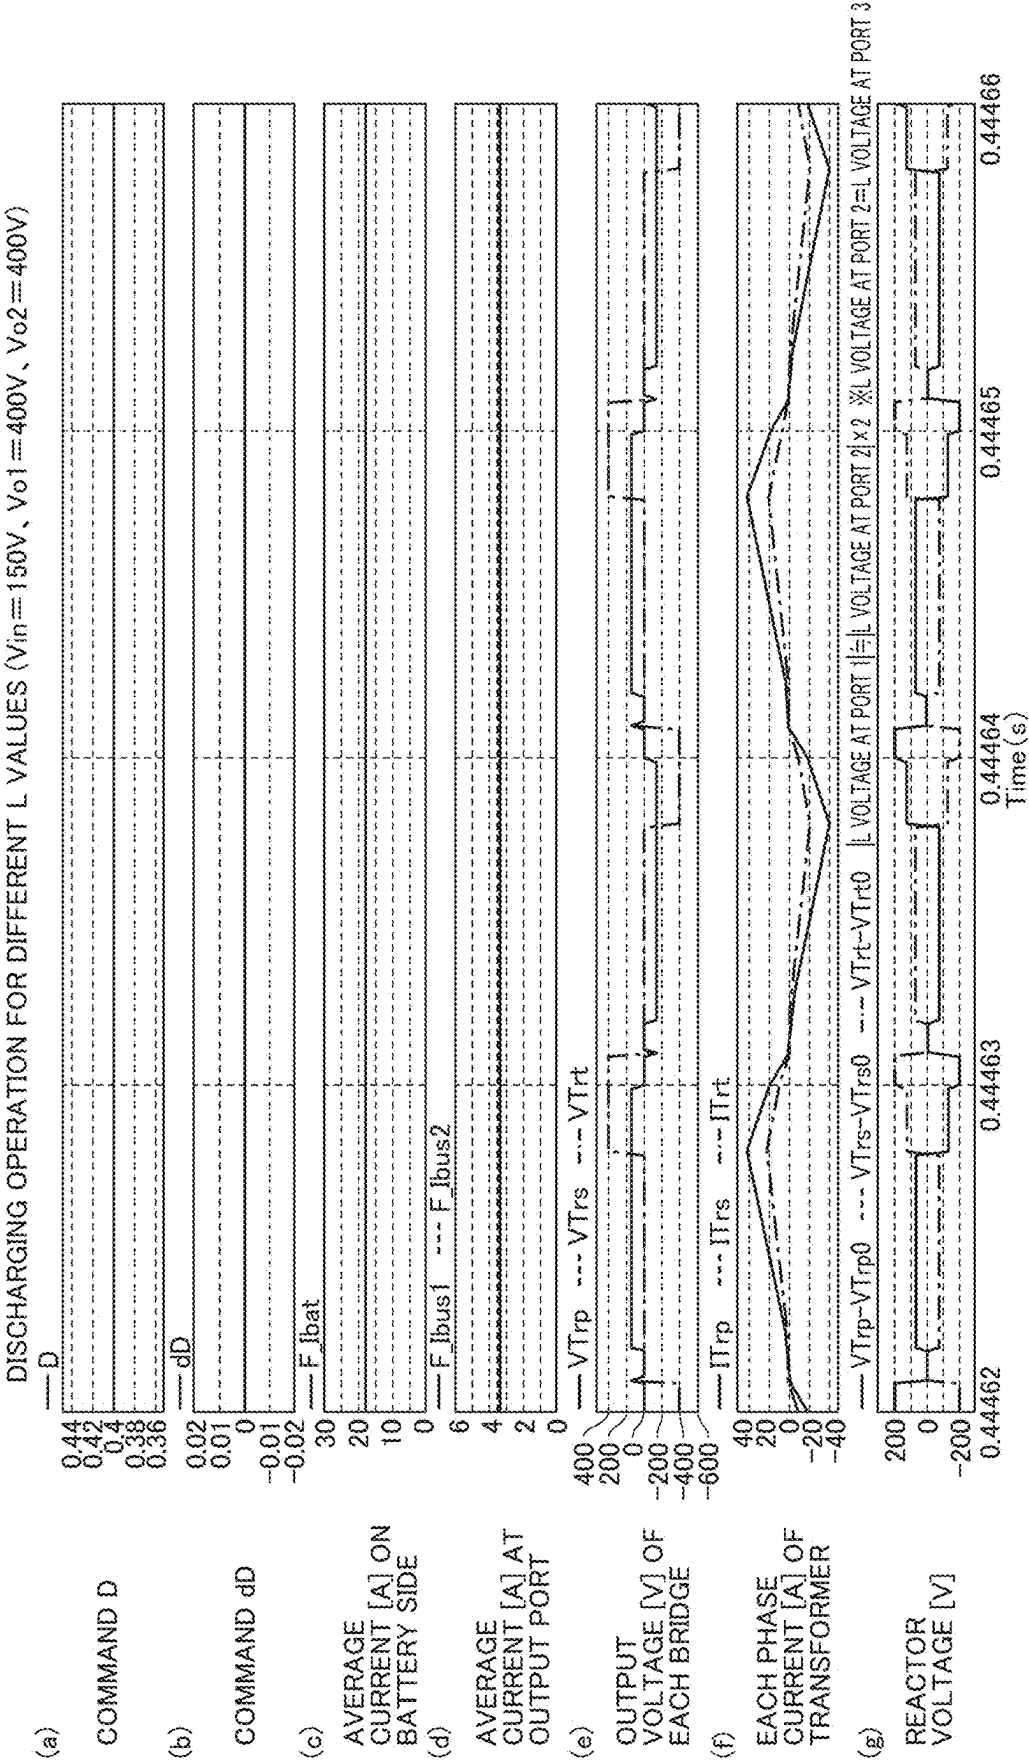 DISCHARGING OPERATION FOR DIFFERENT L VALUES (Vin=150V、Vo1=400V、Vo2=400V)
(a)
COMMAND D
D
0.44
0.42
0.4
0.38
0.36
(b)
COMMAND dD
dD
0.02
0.01
0
-0.01
-0.02
(c)
AVERAGE
CURRENT [A] ON
BATTERY SIDE
F_Ibat
30
20
10
0
(d)
AVERAGE
CURRENT [A] AT
OUTPUT PORT
F_Ibus1 F_Ibus2
6
4
2
0
(e)
OUTPUT
VOLTAGE [V] OF
EACH BRIDGE
VTrp VTrs VTrt
400
200
0
-200
-400
-600
(f)
EACH PHASE
CURRENT [A] OF
TRANSFORMER
ITrp ITrs ITrt
40
20
0
-20
-40
(g)
REACTOR
VOLTAGE [V]
VTrp-VTrp0 VTrs-VTrs0 VTrt-VTrt0 |L VOLTAGE AT PORT 1|=|L VOLTAGE AT PORT 2|×2 ※L VOLTAGE AT PORT 2=L VOLTAGE AT PORT 3
200
0
-200
0.44462 0.44463 0.44464 0.44465 0.44466
Time(s)